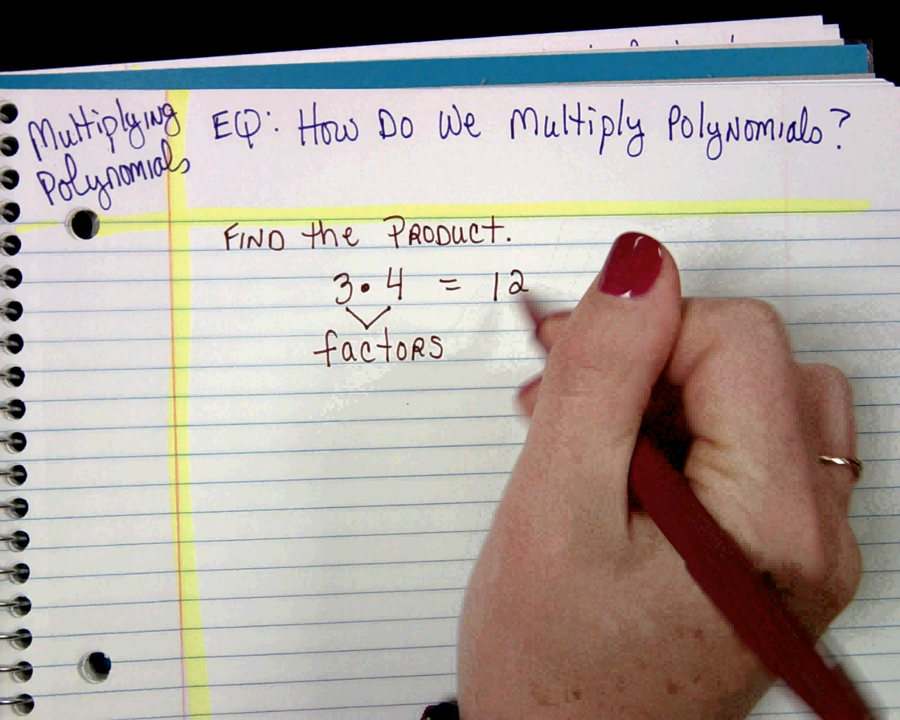 Multiplying
Polynomials
EQ: How Do We Multiply Polynomials?
FIND the PRODUCT.
3 • 4 = 12
factors